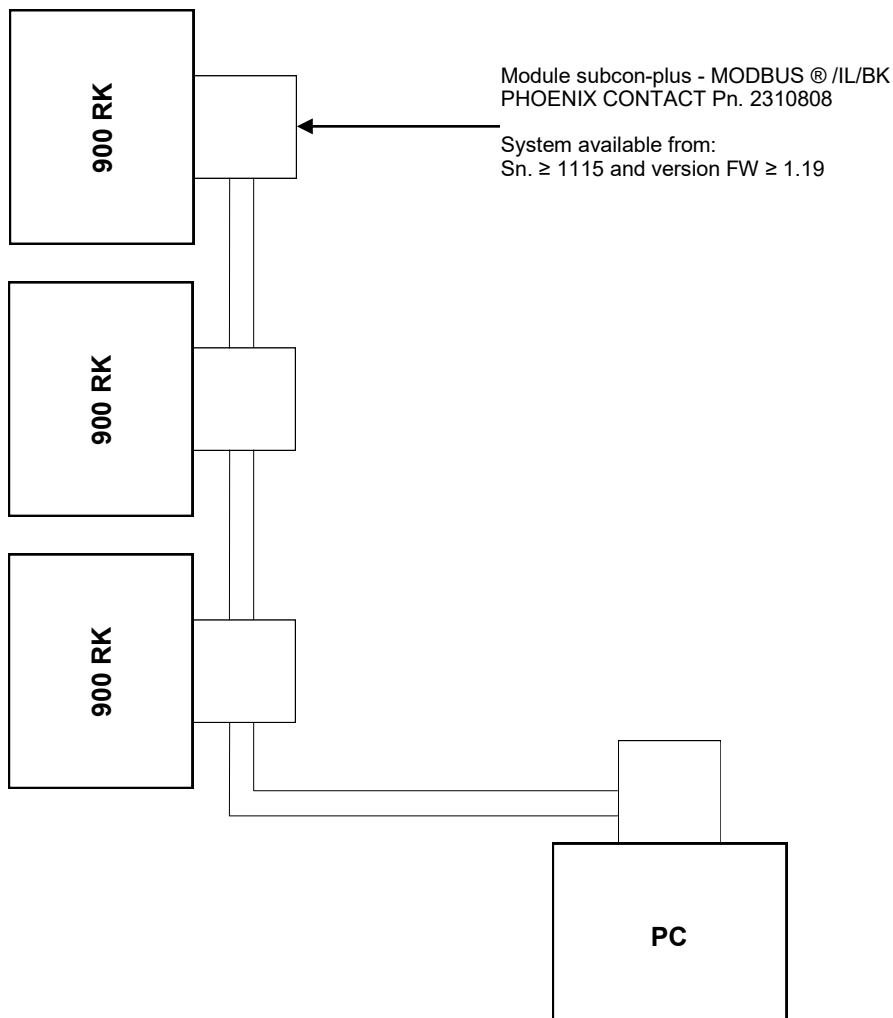 900 RK
Module subcon-plus - MODBUS ® /IL/BK
PHOENIX CONTACT Pn. 2310808
System available from:
Sn. ≥ 1115 and version FW ≥ 1.19
900 RK
900 RK
PC